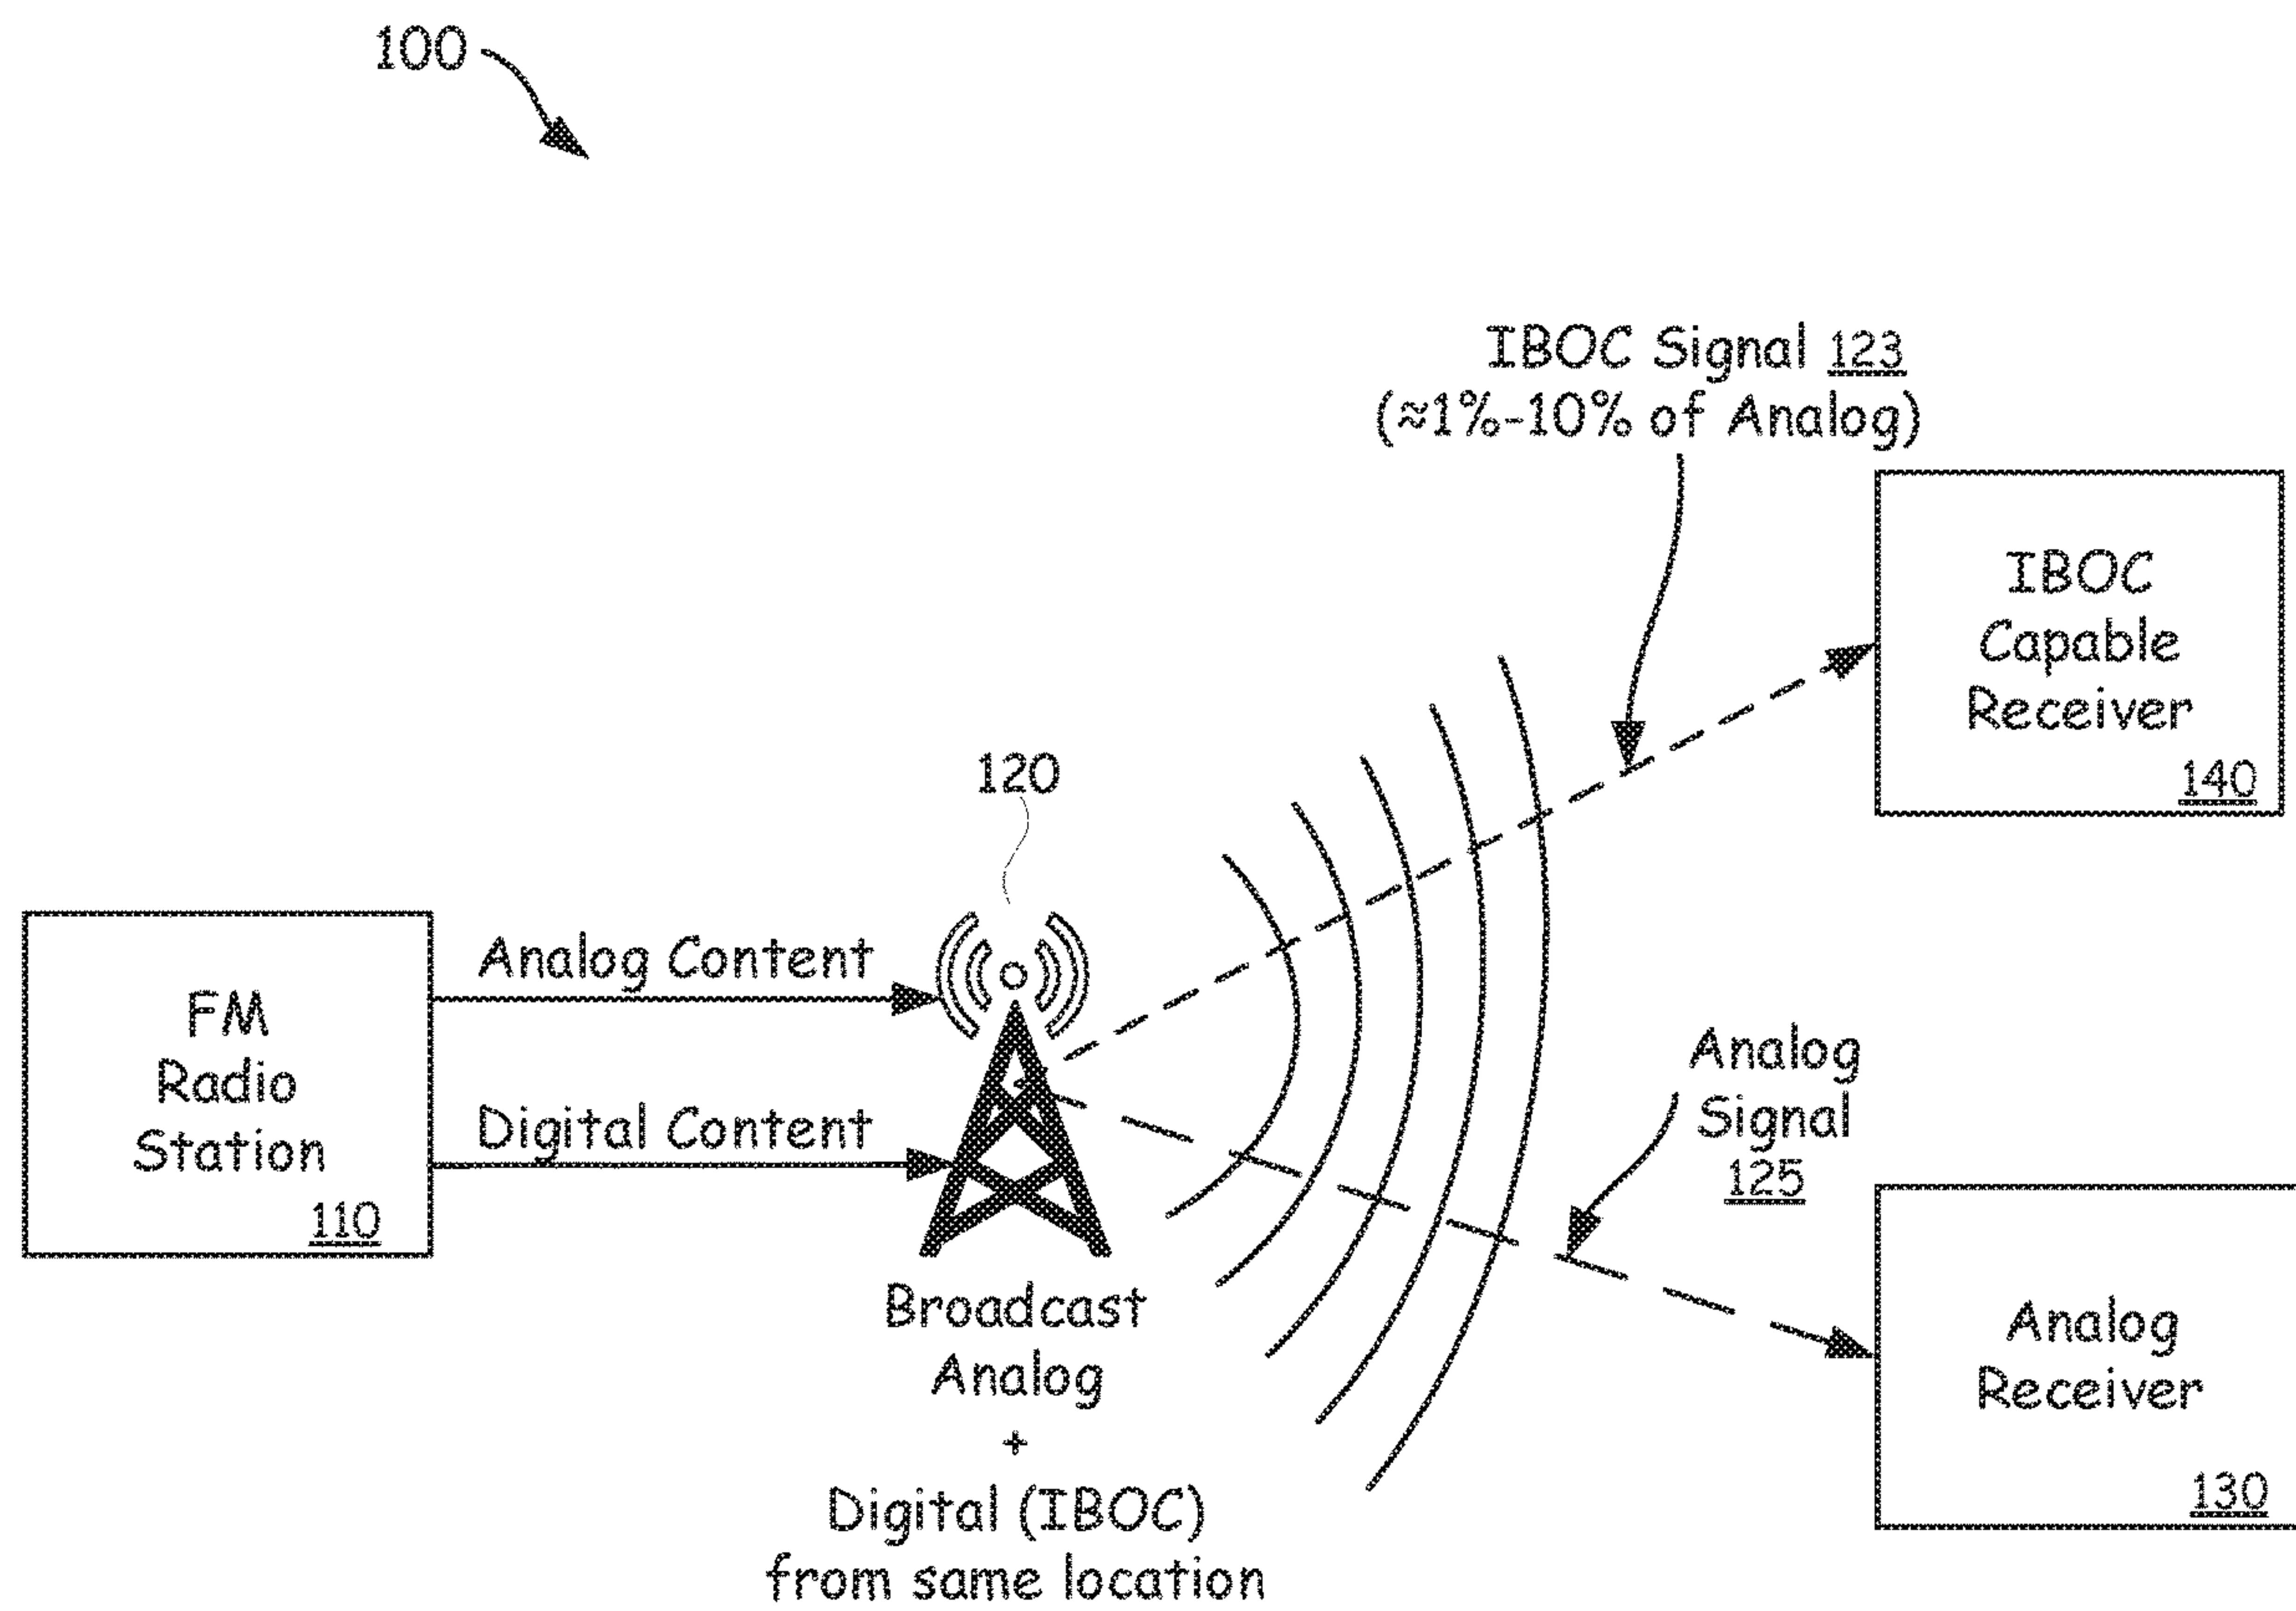 100
IBOC Signal 123
(≈1%-10% of Analog)
IBOC
Capable
Receiver
140
120
Analog Content
FM
Radio
Station
110
Digital Content
Analog
Signal
125
Broadcast
Analog
+
Digital (IBOC)
from same location
Analog
Receiver
130